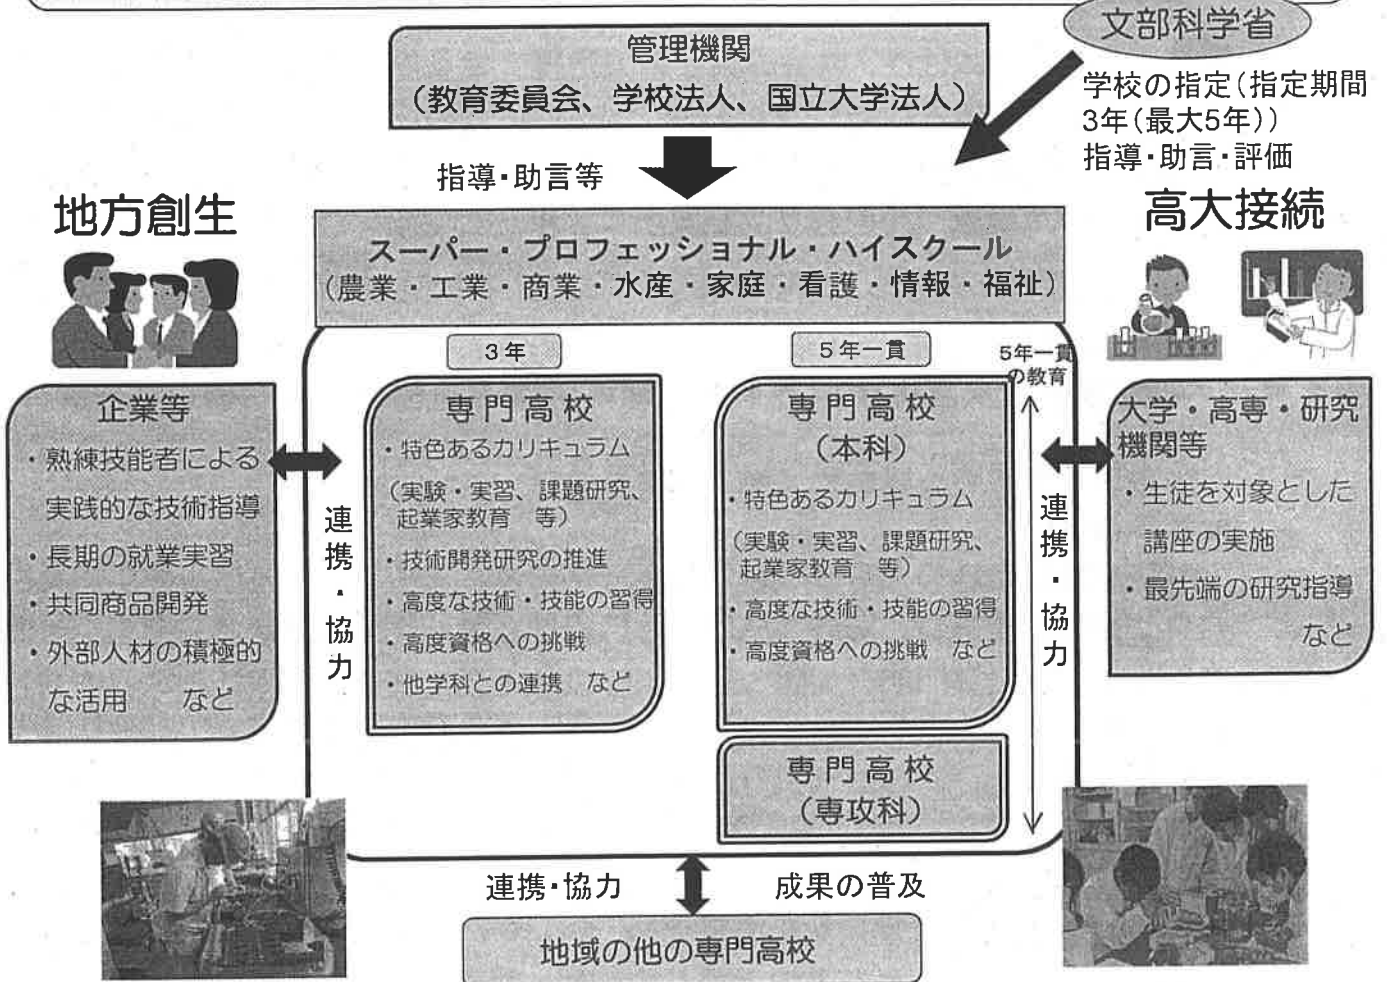 文部科学省
管理機関
（教育委員会、学校法人、国立大学法人）
学校の指定（指定期間
3年（最大5年））
指導・助言・評価
指導・助言等
地方創生
高大接続
スーパー・プロフェッショナル・ハイスクール
（農業・工業・商業・水産・家庭・看護・情報・福祉）
3年
5年一貫
5年一貫
の教育
企業等
・熟練技能者による
実践的な技術指導
・長期の就業実習
・共同商品開発
・外部人材の積極的
な活用　など
連携・協力
専門高校
・特色あるカリキュラム
（実験・実習、課題研究、
起業家教育　等）
・技術開発研究の推進
・高度な技術・技能の習得
・高度資格への挑戦
・他学科との連携　など
専門高校
（本科）
・特色あるカリキュラム
（実験・実習、課題研究、
起業家教育　等）
・高度な技術・技能の習得
・高度資格への挑戦　など
専門高校
（専攻科）
連携・協力
大学・高専・研究
機関等
・生徒を対象とした
講座の実施
・最先端の研究指導
など
連携・協力
成果の普及
地域の他の専門高校